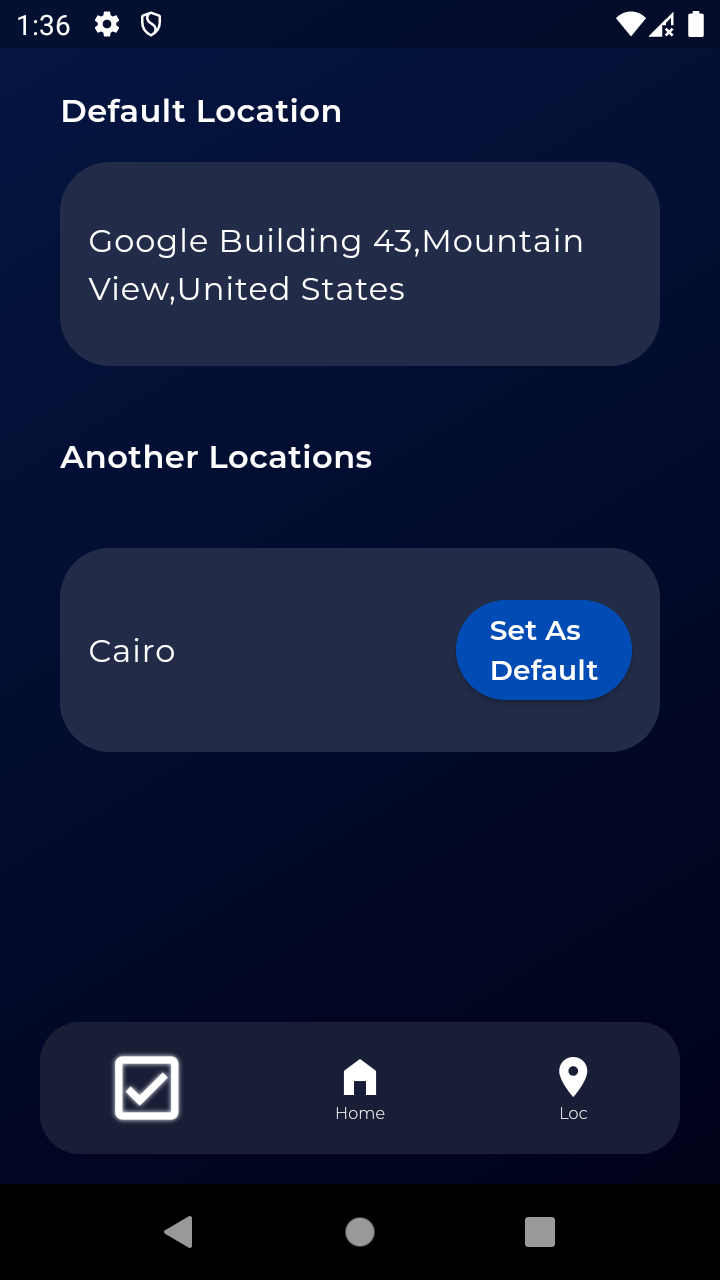 1:36
Default Location
Google Building 43,Mountain
View,United States
Another Locations
Cairo
Set As
Default
Home
Loc